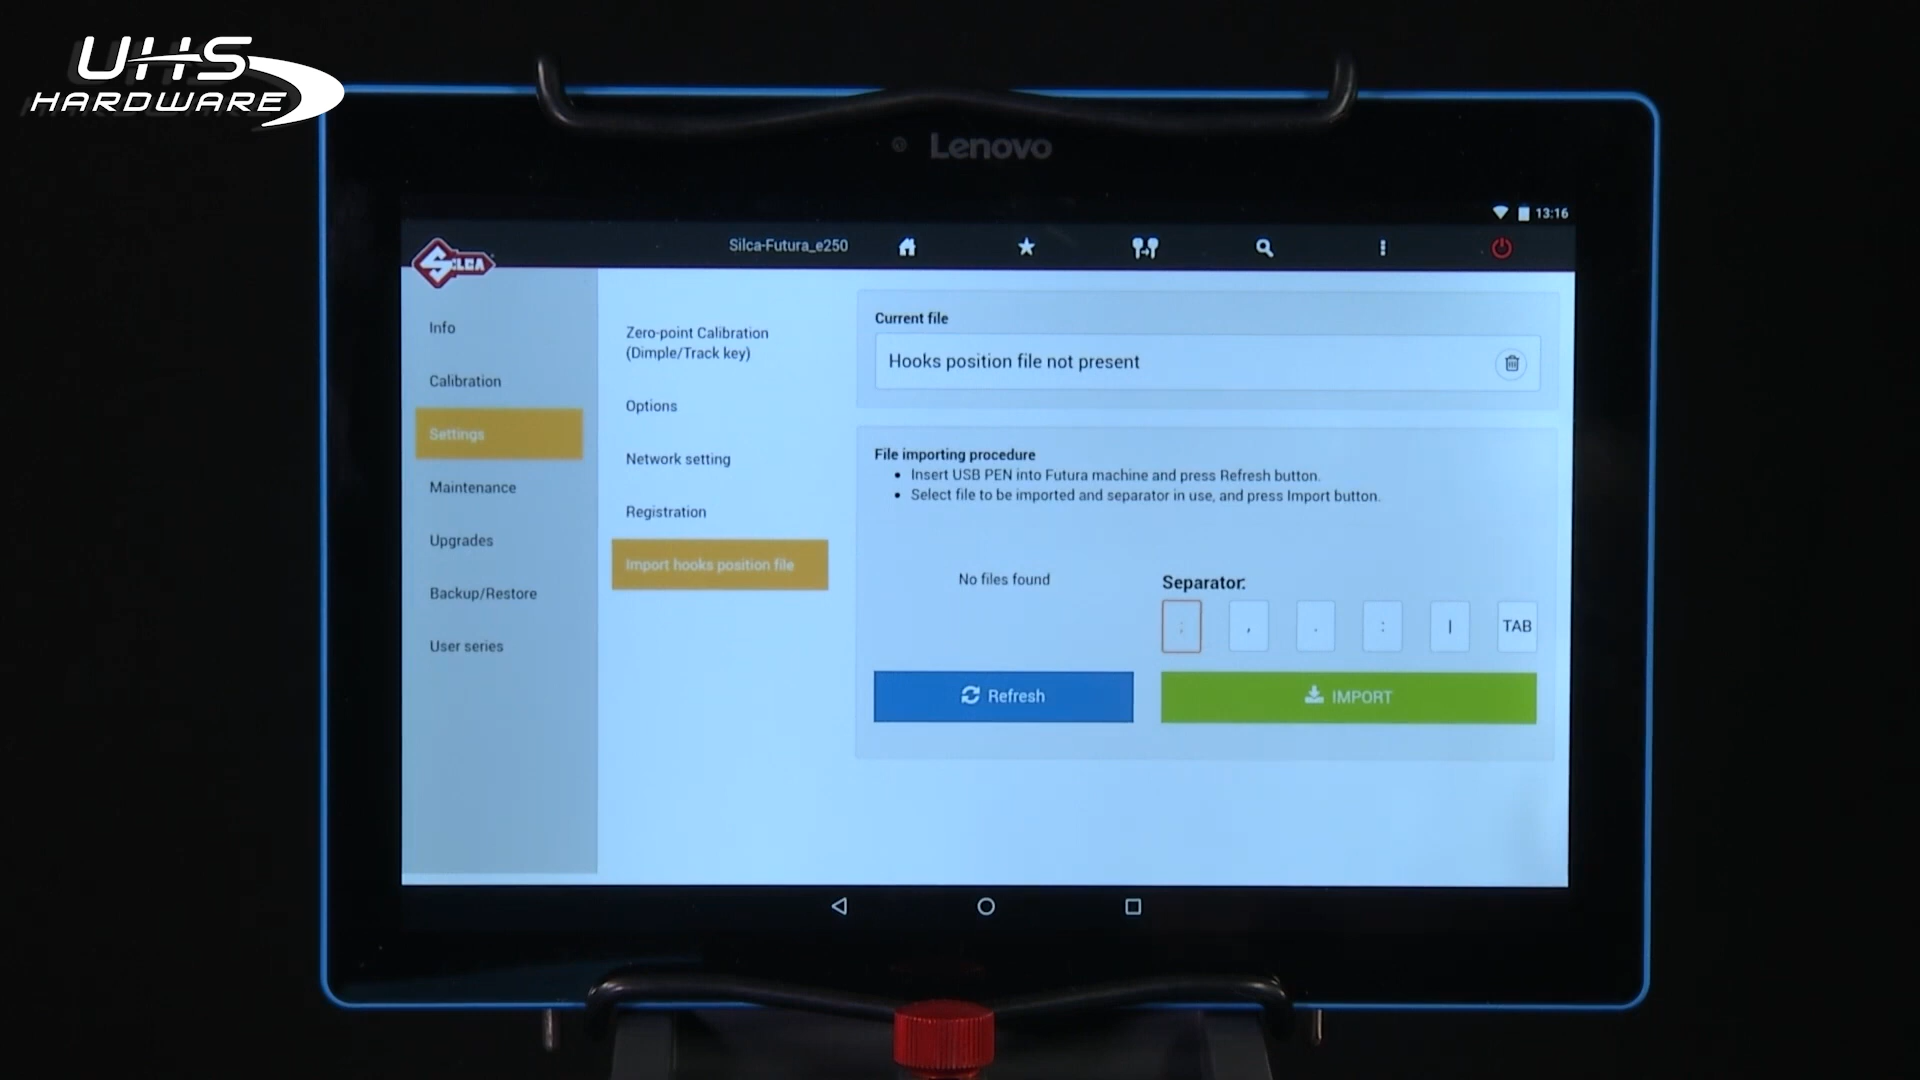 UHS
HARDWARE
Lenovo
13:16
SILCA
Silca-Futura_e250
Info
Calibration
Settings
Maintenance
Upgrades
Backup/Restore
User series
Zero-point Calibration
(Dimple/Track key)
Options
Network setting
Registration
Import hooks position file
Current file
Hooks position file not present
File importing procedure
• Insert USB PEN into Futura machine and press Refresh button.
• Select file to be imported and separator in use, and press Import button.
No files found
Separator:
; , . : | TAB
Refresh
IMPORT